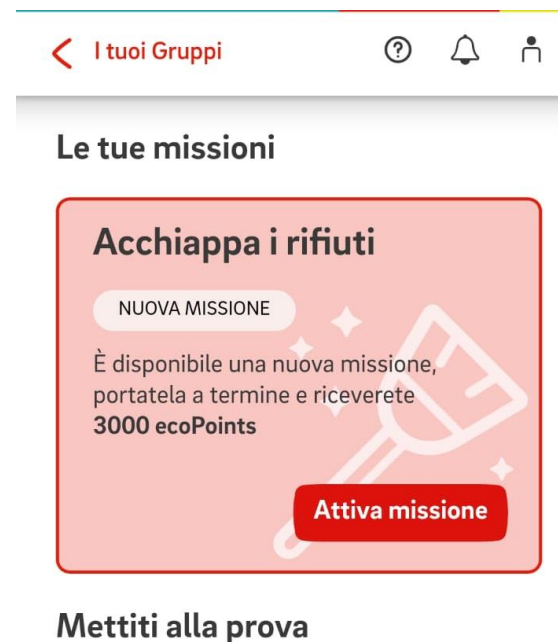 I tuoi Gruppi
Le tue missioni
Acchiappa i rifiuti
NUOVA MISSIONE
È disponibile una nuova missione,
portatela a termine e riceverete
3000 ecoPoints
Attiva missione
Mettiti alla prova